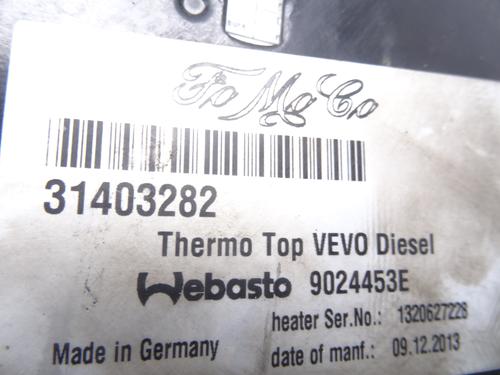 FoMoCo
31403282
Thermo Top VEVO Diesel
Webasto 9024453E
heater Ser.No.: 1320627226
Made in Germany date of manf.: 09.12.2013